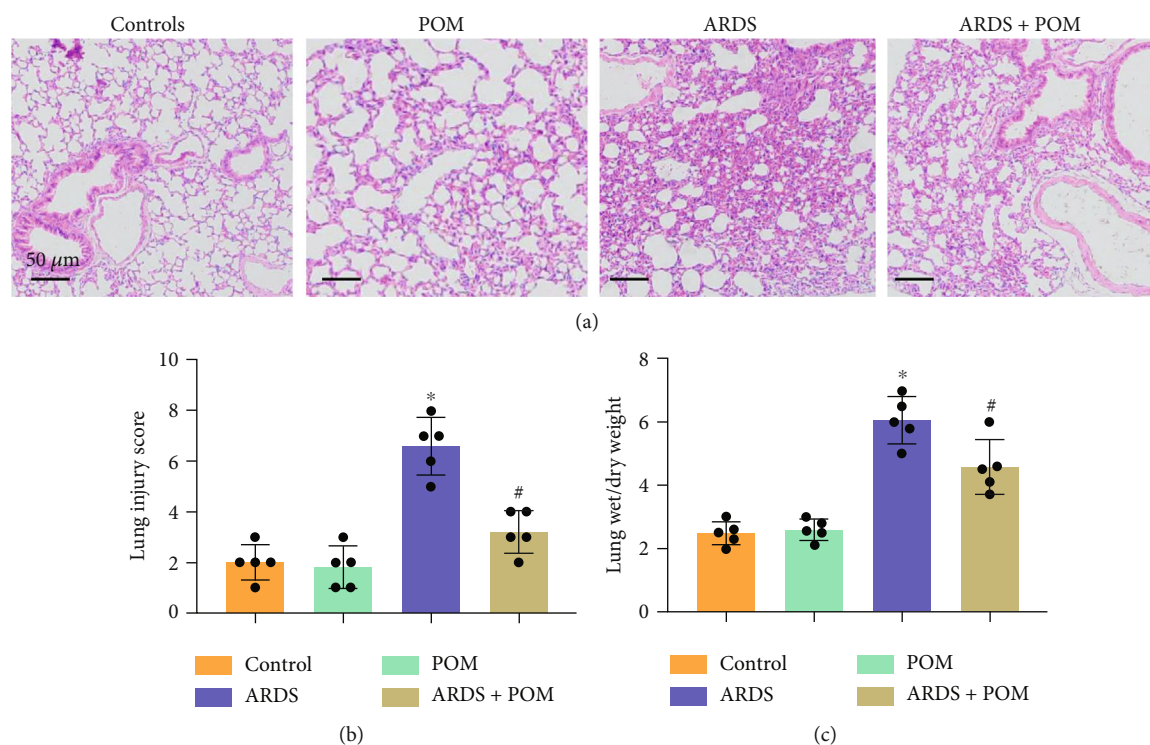 Controls
POM
ARDS
ARDS + POM
50 μm
(a)
Lung injury score
10
8
6
4
2
0
*
#
Control
POM
ARDS
ARDS + POM
(b)
Lung wet/dry weight
8
6
4
2
0
*
#
Control
POM
ARDS
ARDS + POM
(c)